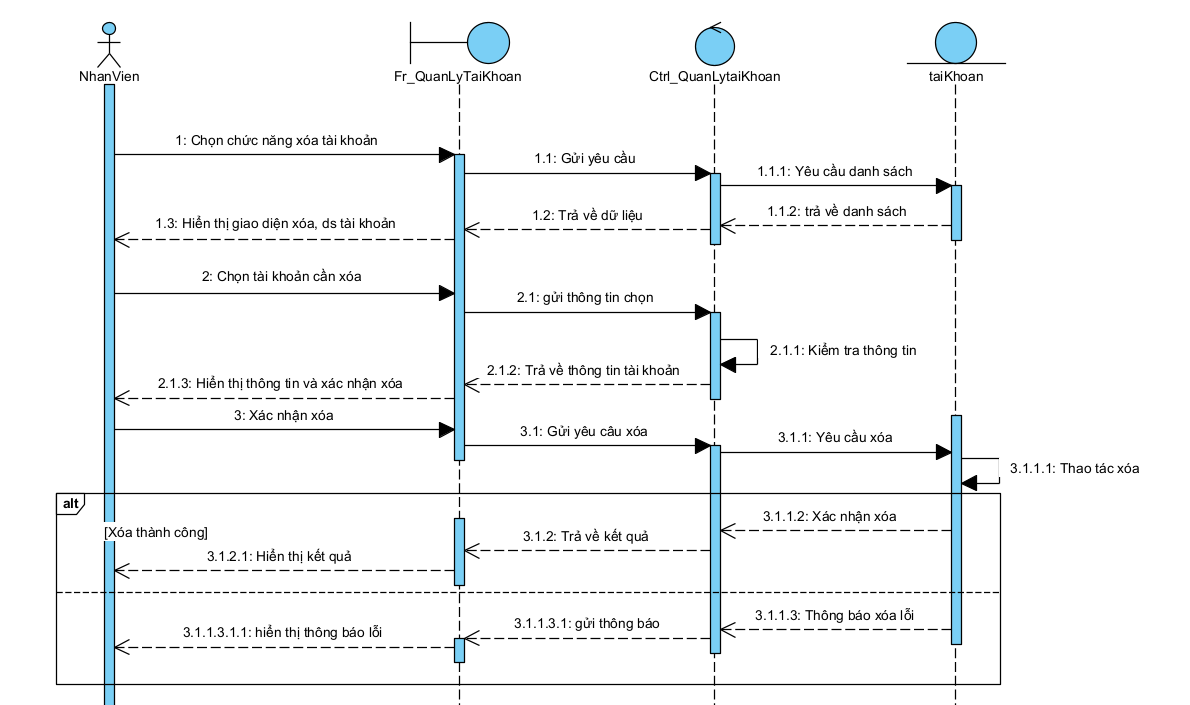 NhanVien
Fr_QuanLyTaiKhoan
Ctrl_QuanLytaiKhoan
taiKhoan
1: Chọn chức năng xóa tài khoản
1.1: Gửi yêu cầu
1.1.1: Yêu cầu danh sách
1.1.2: trả về danh sách
1.2: Trả về dữ liệu
1.3: Hiển thị giao diện xóa, ds tài khoản
2: Chọn tài khoản cần xóa
2.1: gửi thông tin chọn
2.1.1: Kiểm tra thông tin
2.1.2: Trả về thông tin tài khoản
2.1.3: Hiển thị thông tin và xác nhận xóa
3: Xác nhận xóa
3.1: Gửi yêu câu xóa
3.1.1: Yêu cầu xóa
3.1.1.1: Thao tác xóa
alt
[Xóa thành công]
3.1.1.2: Xác nhận xóa
3.1.2: Trả về kết quả
3.1.2.1: Hiển thị kết quả
3.1.1.3: Thông báo xóa lỗi
3.1.1.3.1: gửi thông báo
3.1.1.3.1.1: hiển thị thông báo lỗi